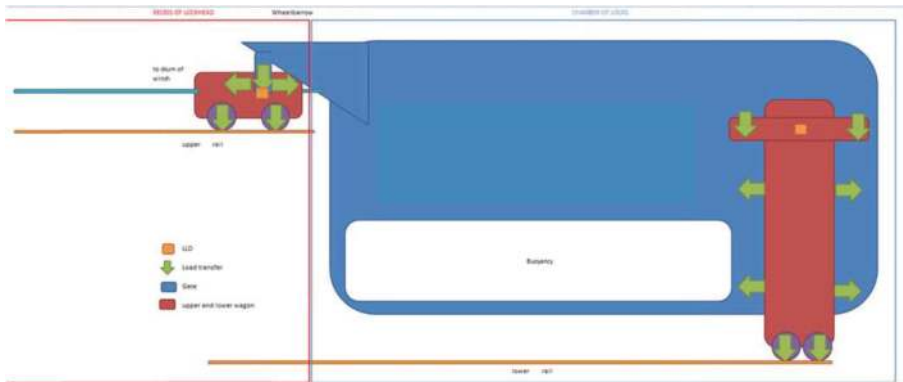 RECESS OF LOCKHEAD
Wheelbarrow
CHAMBER OF LOCKS
to drum of
winch
upper rail
LLD
Load transfer
Gate
upper and lower wagon
Buoyancy
lower rail